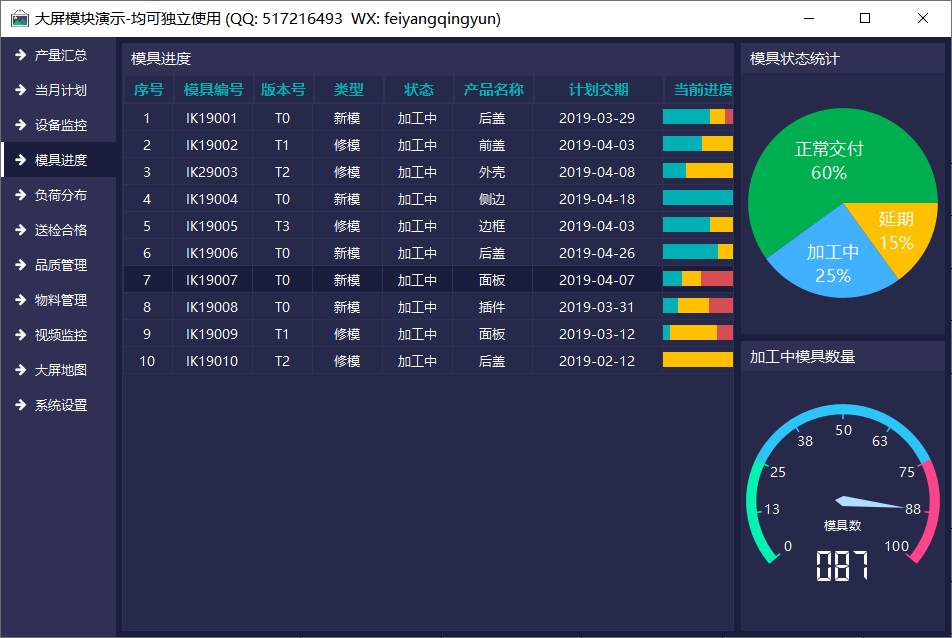 大屏模块演示-均可独立使用 (QQ: 517216493 WX: feiyangqingyun)
产量汇总
当月计划
设备监控
模具进度
负荷分布
送检合格
品质管理
物料管理
视频监控
大屏地图
系统设置
模具进度
序号 模具编号 版本号 类型 状态 产品名称 计划交期 当前进度
1 IK19001 T0 新模 加工中 后盖 2019-03-29
2 IK19002 T1 修模 加工中 前盖 2019-04-03
3 IK29003 T2 修模 加工中 外壳 2019-04-08
4 IK19004 T0 新模 加工中 侧边 2019-04-18
5 IK19005 T3 修模 加工中 边框 2019-04-03
6 IK19006 T0 新模 加工中 后盖 2019-04-26
7 IK19007 T0 新模 加工中 面板 2019-04-07
8 IK19008 T0 新模 加工中 插件 2019-03-31
9 IK19009 T1 修模 加工中 面板 2019-03-12
10 IK19010 T2 修模 加工中 后盖 2019-02-12
模具状态统计
正常交付
60%
延期
15%
加工中
25%
加工中模具数量
0
13
25
38
50
63
75
88
100
模具数
087